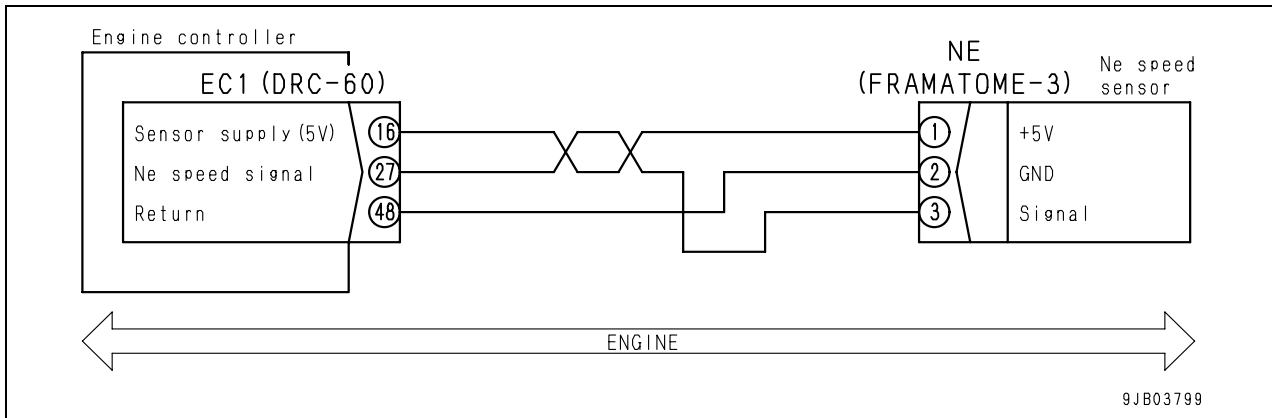 Engine controller
EC1 (DRC-60)
Sensor supply (5V)
16
Ne speed signal
27
Return
48
NE
(FRAMATOME-3)
Ne speed
sensor
1
+5V
2
GND
3
Signal
ENGINE
9JB03799